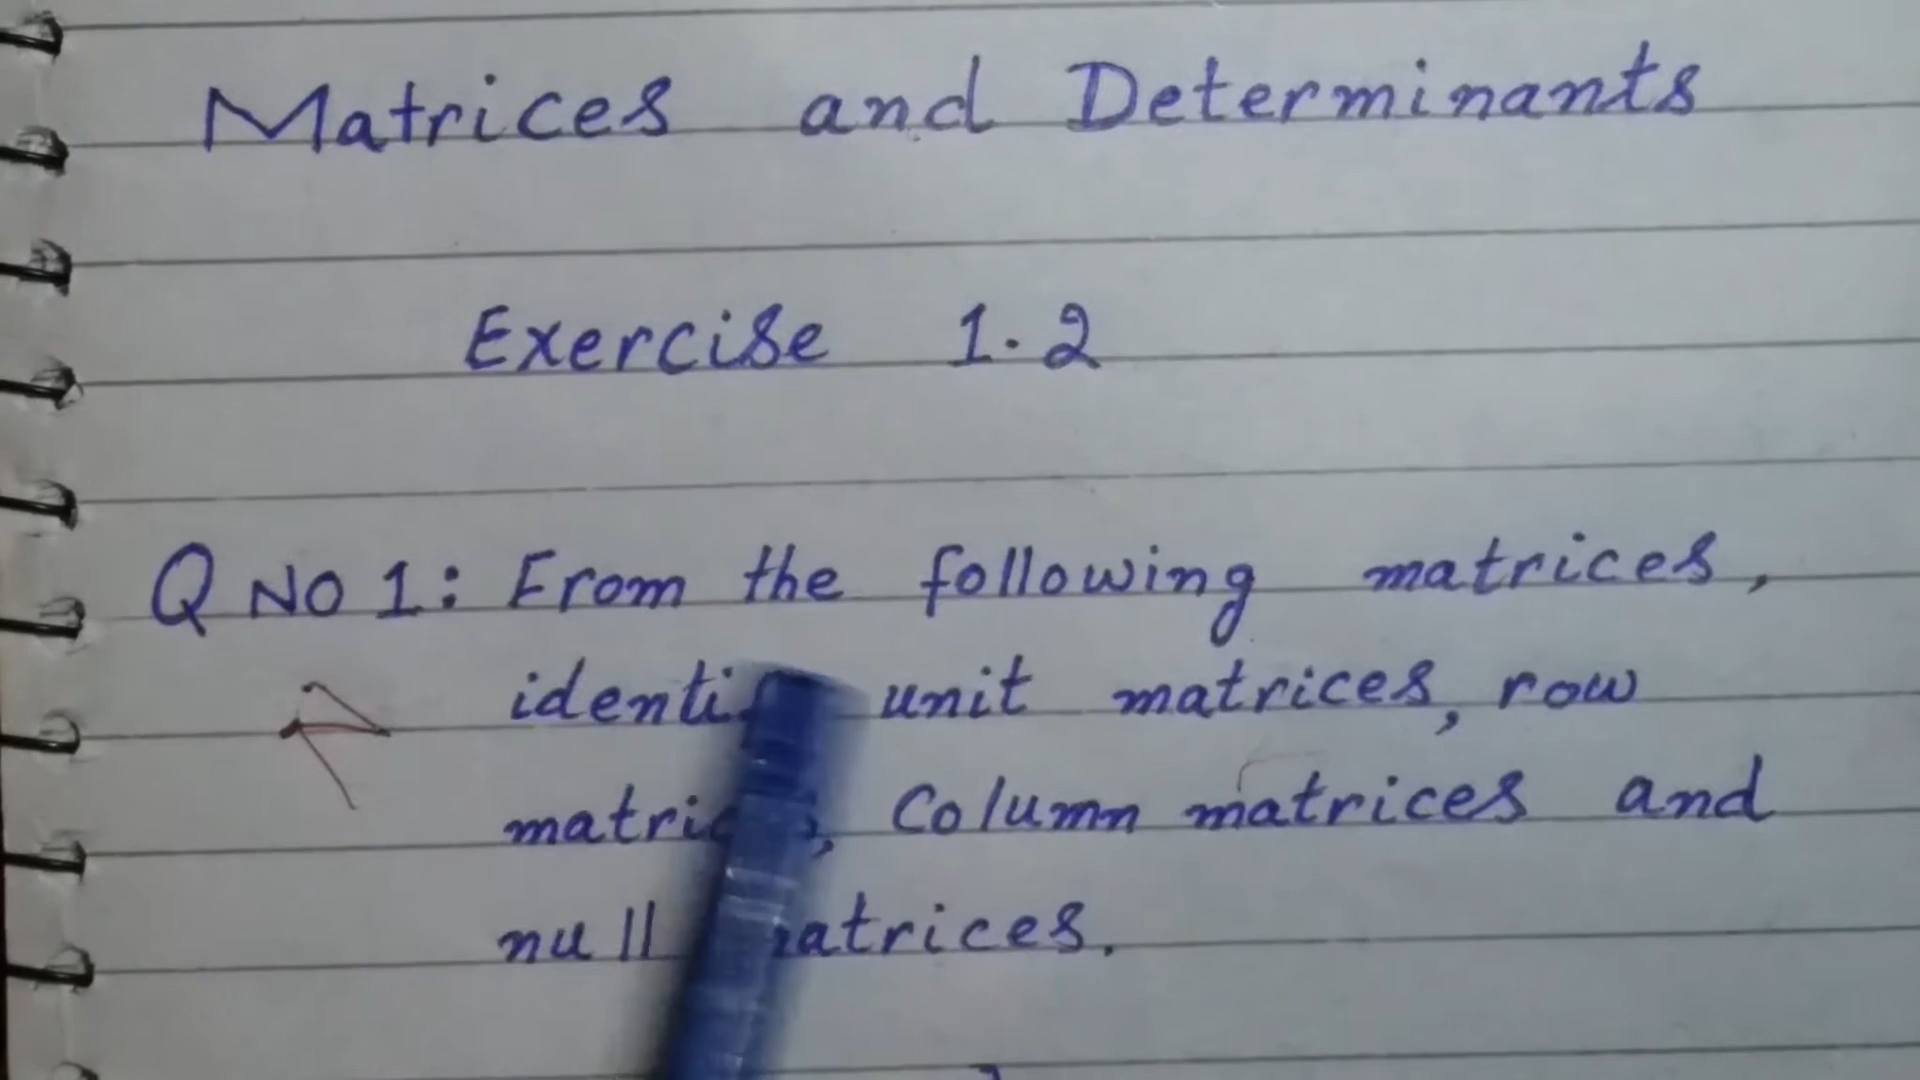 Matrices and Determinants
Exercise 1.2
Q NO 1: From the following matrices,
unit matrices, row
Column matrices and
null matrices.